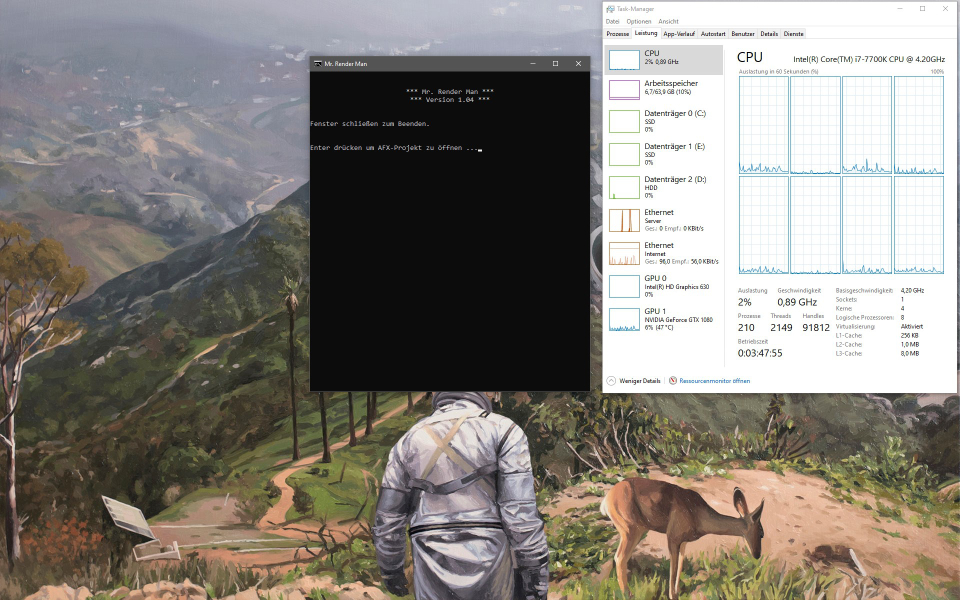 Mr. Render Man
*** Mr. Render Man ***
*** Version 1.04 ***
Fenster schließen zum Beenden.
Enter drücken um AFX-Projekt zu öffnen ...
Task-Manager
Datei Optionen Ansicht
Prozesse Leistung App-Verlauf Autostart Benutzer Details Dienste
CPU
2% 0,89 GHz
Arbeitsspeicher
6,7/63,9 GB (10%)
Datenträger 0 (C:)
SSD
0%
Datenträger 1 (E:)
SSD
0%
Datenträger 2 (D:)
HDD
0%
Ethernet
Server
Ges.: 0 Empf.: 0 KBit/s
Ethernet
Internet
Ges.: 96,0 Empf.: 56,0 KBit/s
GPU 0
Intel(R) HD Graphics 630
0%
GPU 1
NVIDIA GeForce GTX 1080
6% (47 °C)
CPU Intel(R) Core(TM) i7-7700K CPU @ 4.20GHz
Auslastung in 60 Sekunden (%) 100%
Auslastung Geschwindigkeit
2% 0,89 GHz
Prozesse Threads Handles
210 2149 91812
Betriebszeit
0:03:47:55
Basisgeschwindigkeit: 4,20 GHz
Sockets: 1
Kerne: 4
Logische Prozessoren: 8
Virtualisierung: Aktiviert
L1-Cache: 256 KB
L2-Cache: 1,0 MB
L3-Cache: 8,0 MB
Weniger Details Ressourcenmonitor öffnen